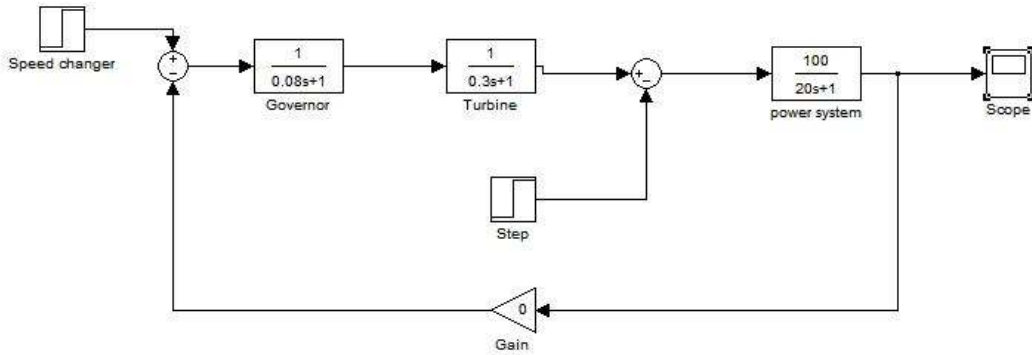 Speed changer
+
−
1
0.08s+1
Governor
1
0.3s+1
Turbine
+
−
100
20s+1
power system
Scope
Step
0
Gain